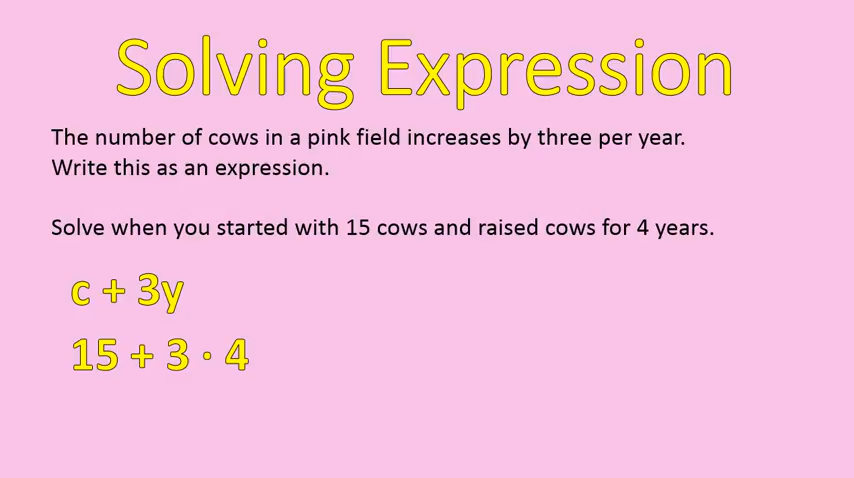 Solving Expression
The number of cows in a pink field increases by three per year.
Write this as an expression.
Solve when you started with 15 cows and raised cows for 4 years.
c + 3y
15 + 3 · 4